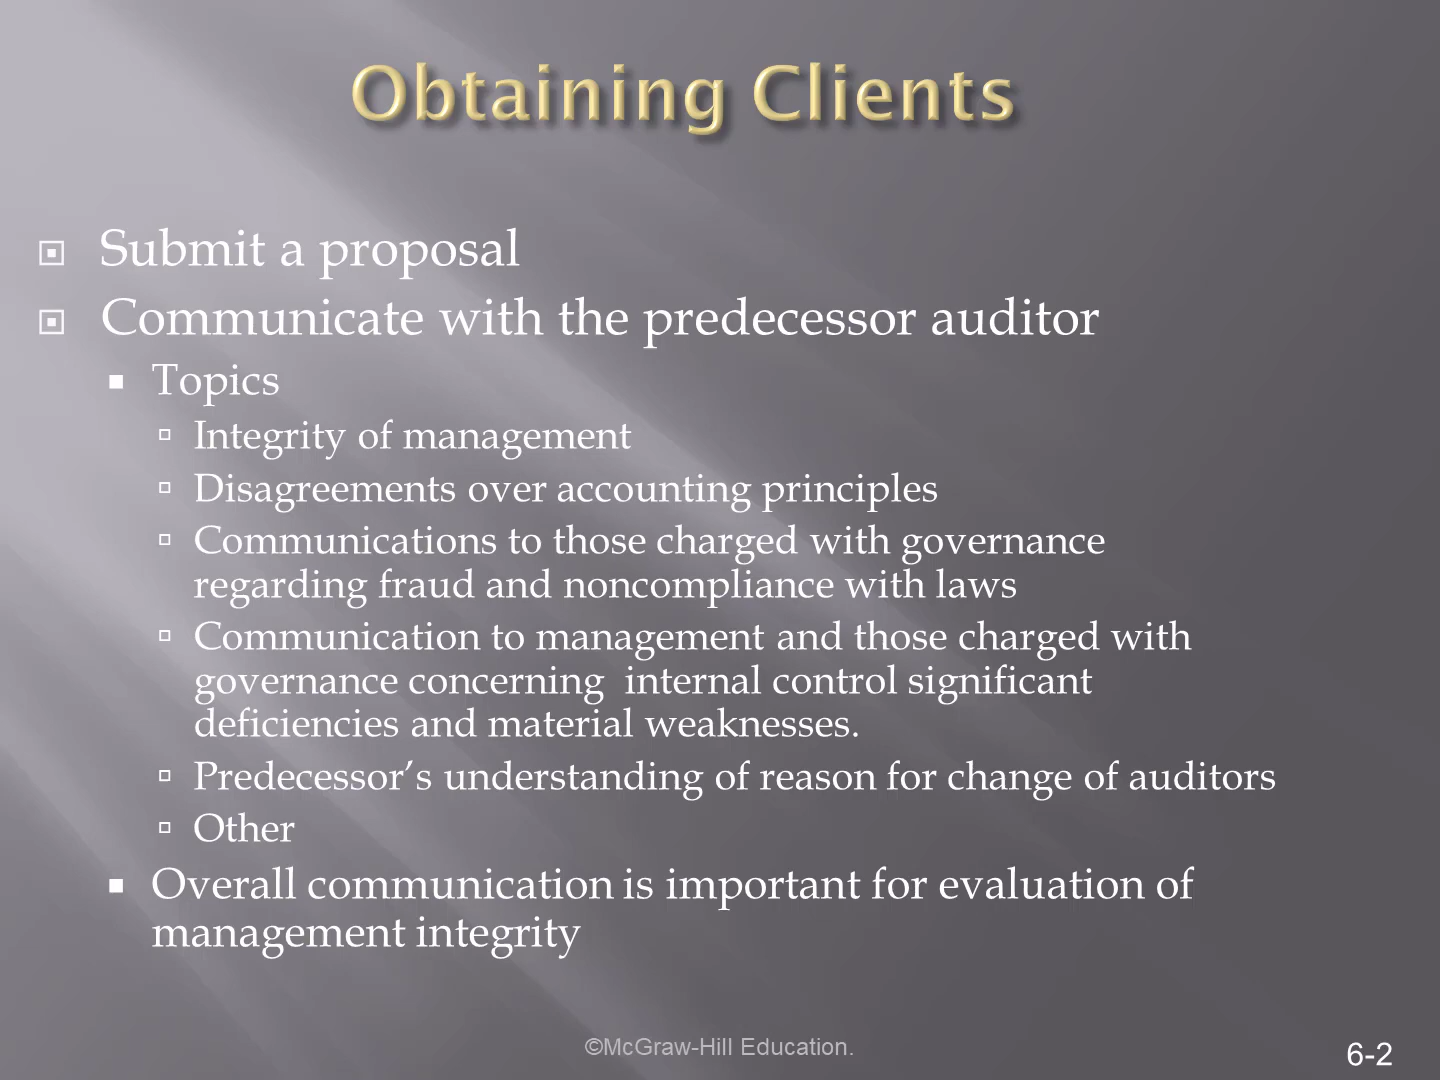 Obtaining Clients
Submit a proposal
Communicate with the predecessor auditor
Topics
Integrity of management
Disagreements over accounting principles
Communications to those charged with governance
regarding fraud and noncompliance with laws
Communication to management and those charged with
governance concerning  internal control significant
deficiencies and material weaknesses.
Predecessor’s understanding of reason for change of auditors
Other
Overall communication is important for evaluation of
management integrity
©McGraw-Hill Education.
6-2